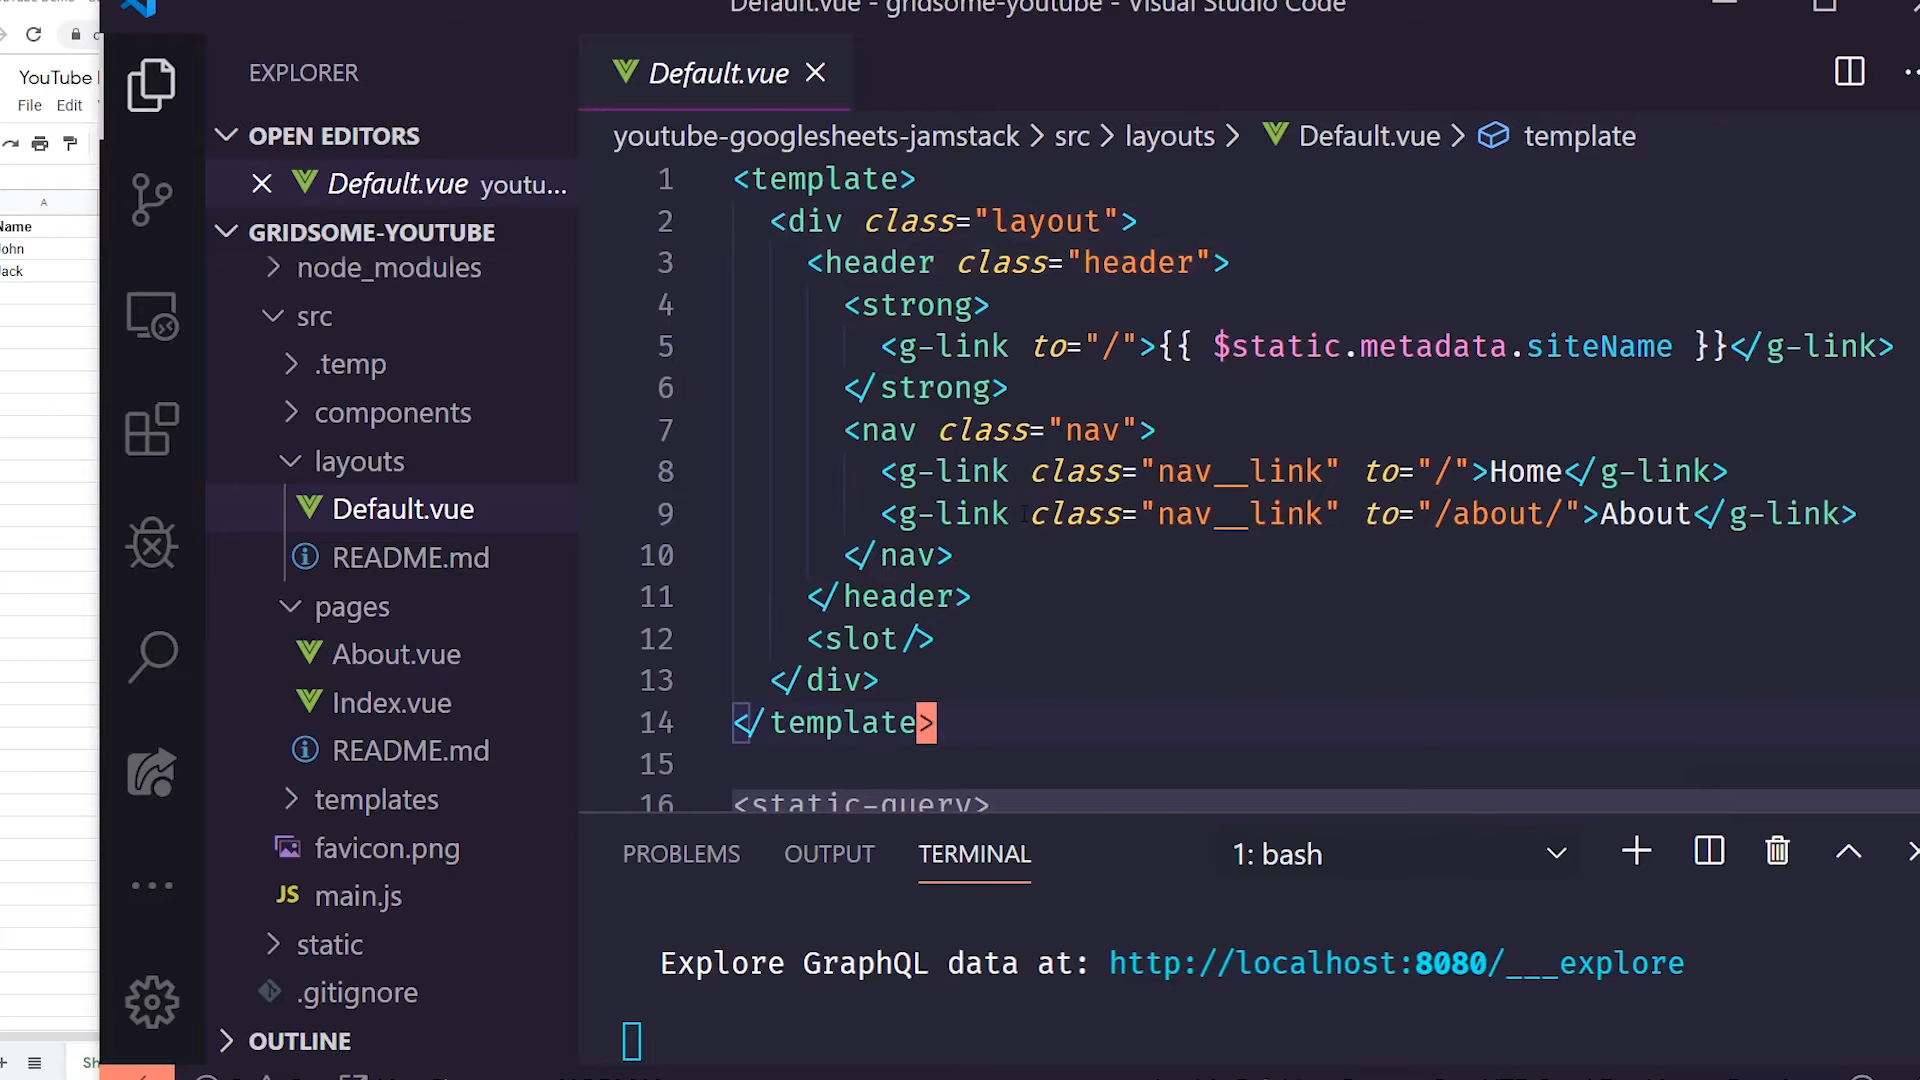 Default.vue - gridsome-youtube - Visual Studio Code
YouTube
File Edit
A
Name
John
Jack
EXPLORER
OPEN EDITORS
Default.vue youtu...
GRIDSOME-YOUTUBE
node_modules
src
.temp
components
layouts
Default.vue
README.md
pages
About.vue
Index.vue
README.md
templates
favicon.png
JS main.js
static
.gitignore
OUTLINE
Default.vue
youtube-googlesheets-jamstack > src > layouts > Default.vue > template
1 <template>
2 <div class="layout">
3 <header class="header">
4 <strong>
5 <g-link to="/">{{ $static.metadata.siteName }}</g-link>
6 </strong>
7 <nav class="nav">
8 <g-link class="nav__link" to="/">Home</g-link>
9 <g-link class="nav__link" to="/about/">About</g-link>
10 </nav>
11 </header>
12 <slot/>
13 </div>
14 </template>
15
16 <static-query>
PROBLEMS OUTPUT TERMINAL 1: bash
Explore GraphQL data at: http://localhost:8080/___explore